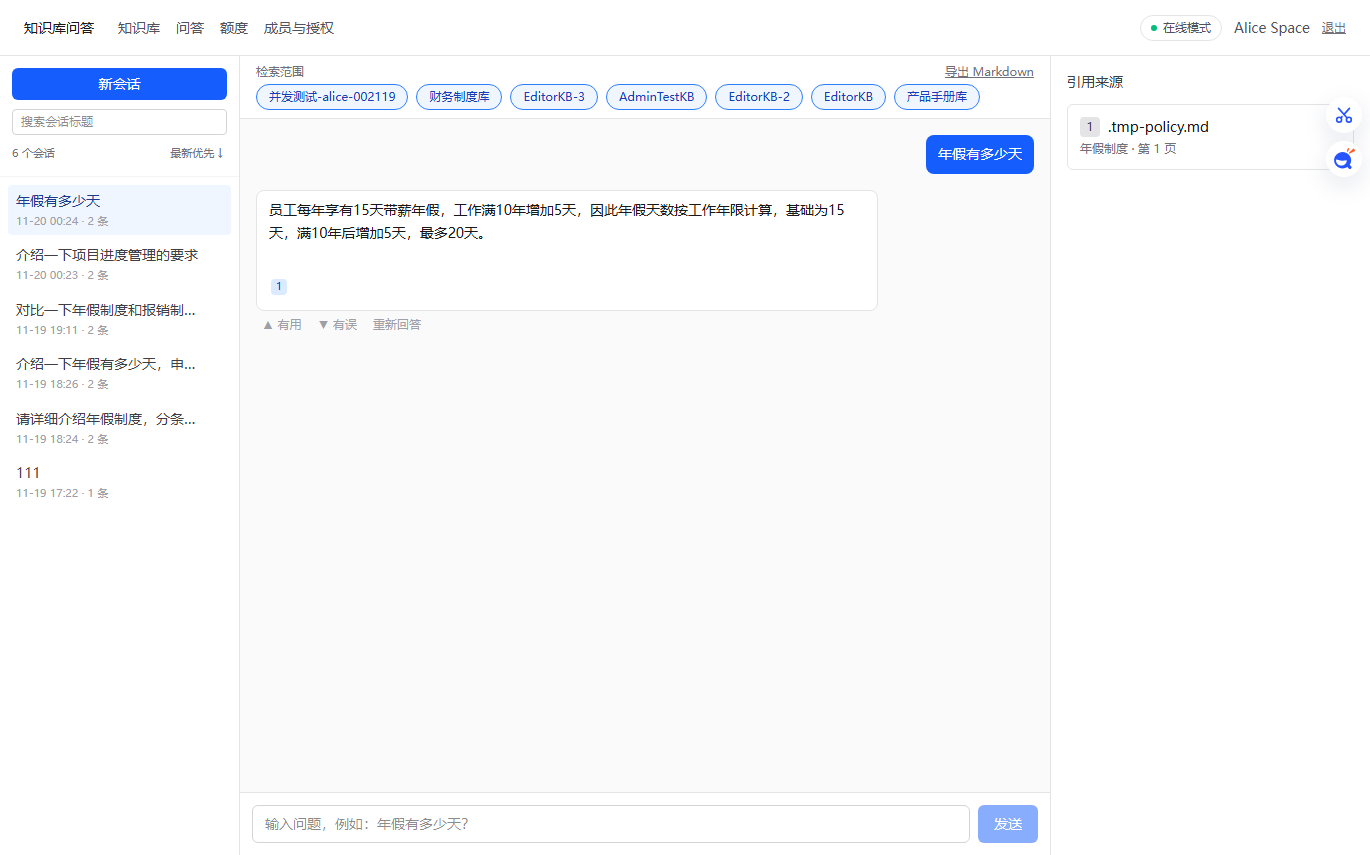 知识库问答 知识库 问答 额度 成员与授权 在线模式 Alice Space 退出
新会话
搜索会话标题
6 个会话 最新优先↓
年假有多少天
11-20 00:24 · 2 条
介绍一下项目进度管理的要求
11-20 00:23 · 2 条
对比一下年假制度和报销制...
11-19 19:11 · 2 条
介绍一下年假有多少天，申...
11-19 18:26 · 2 条
请详细介绍年假制度，分条...
11-19 18:24 · 2 条
111
11-19 17:22 · 1 条
检索范围 导出 Markdown
并发测试-alice-002119 财务制度库 EditorKB-3 AdminTestKB EditorKB-2 EditorKB 产品手册库
年假有多少天
员工每年享有15天带薪年假，工作满10年增加5天，因此年假天数按工作年限计算，基础为15
天，满10年后增加5天，最多20天。
1
▲ 有用 ▼ 有误 重新回答
输入问题，例如：年假有多少天？ 发送
引用来源
1 .tmp-policy.md
年假制度 · 第 1 页